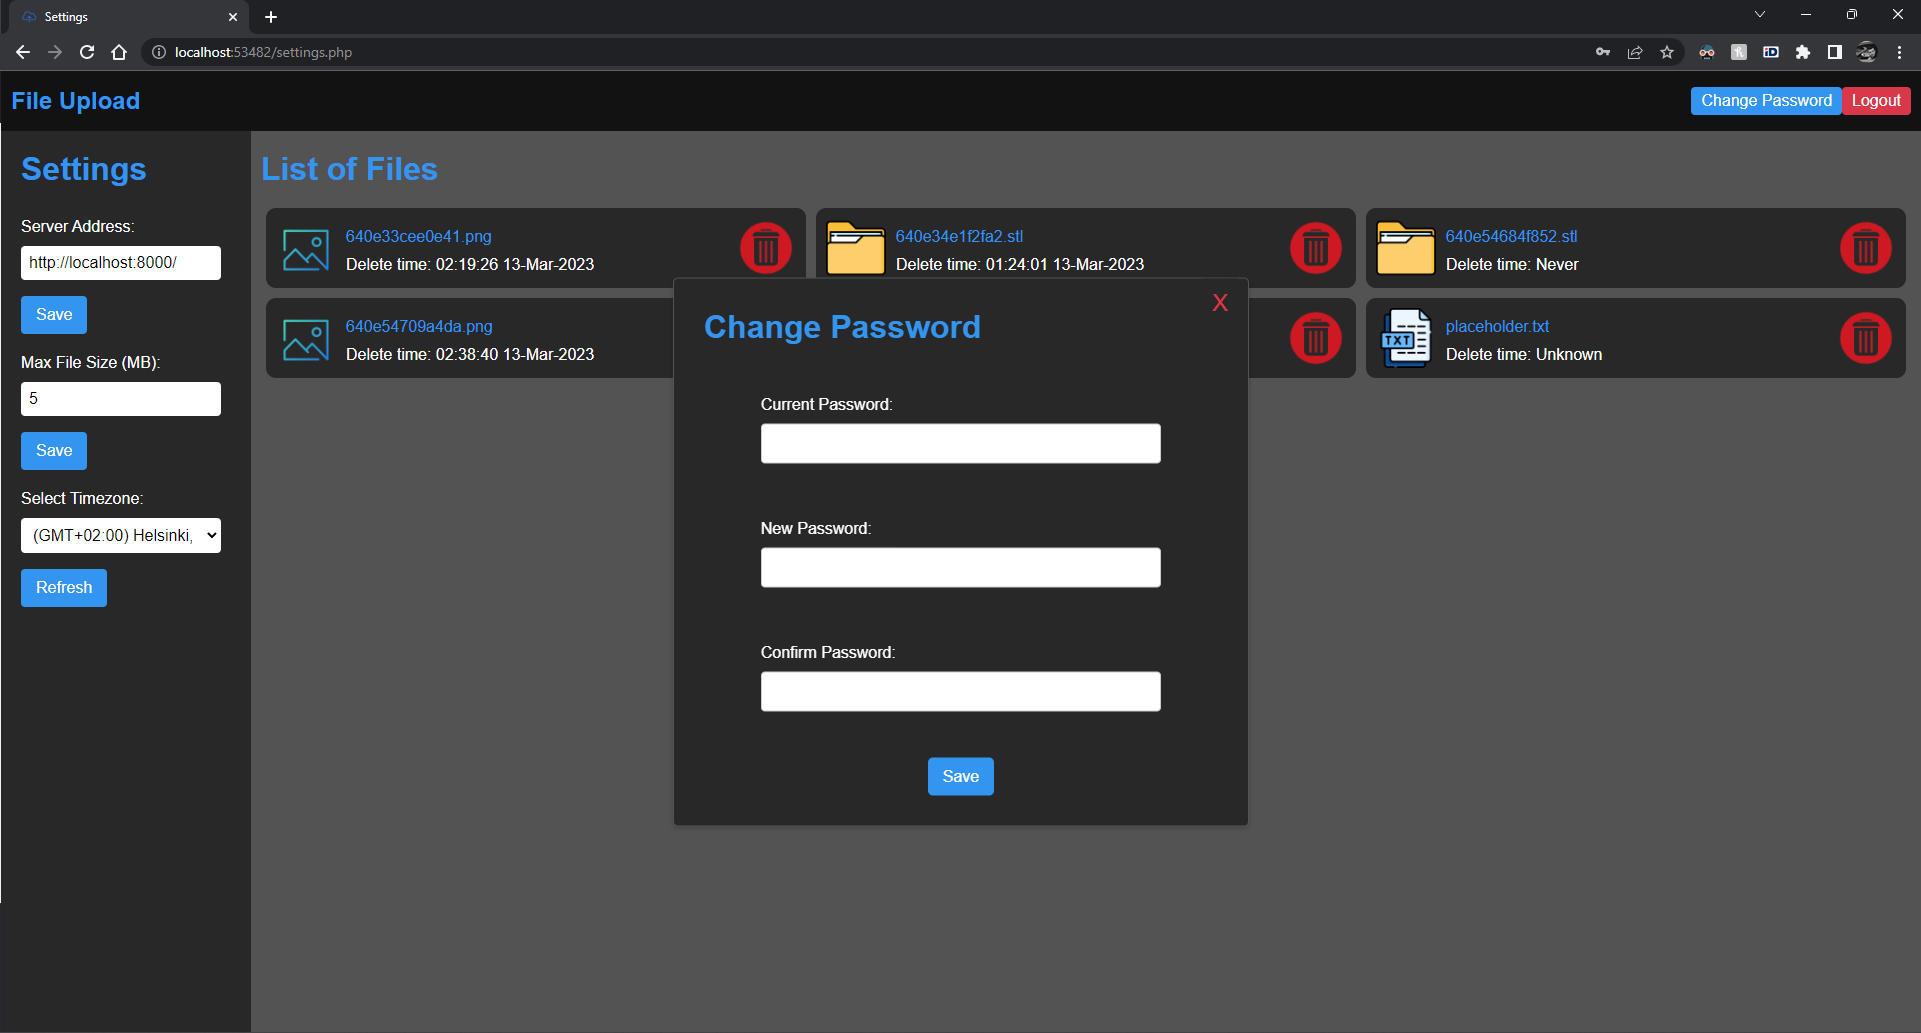 Settings
localhost:53482/settings.php
File Upload
Change Password
Logout
Settings
Server Address:
http://localhost:8000/
Save
Max File Size (MB):
5
Save
Select Timezone:
(GMT+02:00) Helsinki,
Refresh
List of Files
640e33cee0e41.png
Delete time: 02:19:26 13-Mar-2023
640e34e1f2fa2.stl
Delete time: 01:24:01 13-Mar-2023
640e54684f852.stl
Delete time: Never
640e54709a4da.png
Delete time: 02:38:40 13-Mar-2023
TXT
placeholder.txt
Delete time: Unknown
X
Change Password
Current Password:
New Password:
Confirm Password:
Save